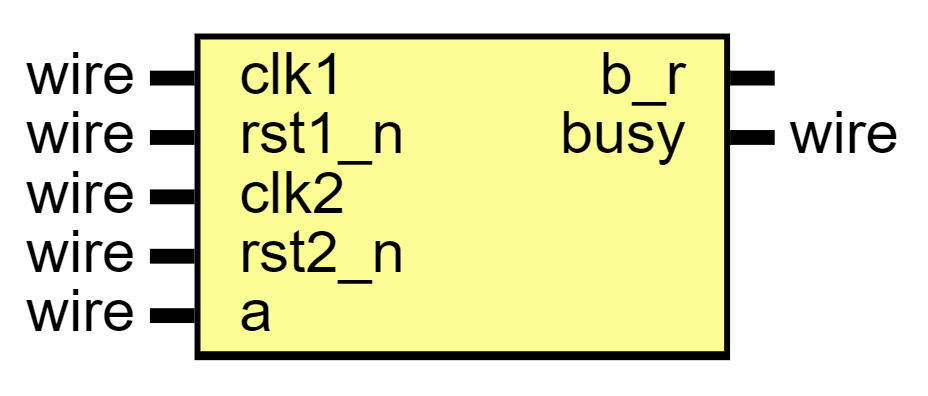 wire clk1 b_r
wire rst1_n busy wire
wire clk2
wire rst2_n
wire a